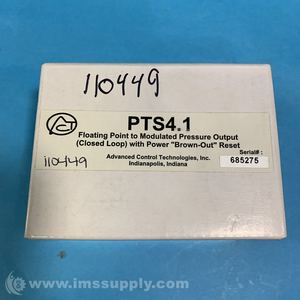 110449
ACT
PTS4.1
Floating Point to Modulated Pressure Output
(Closed Loop) with Power "Brown-Out" Reset
Serial# :
685275
110449
Advanced Control Technologies, Inc.
Indianapolis, Indiana
© www.imssupply.com